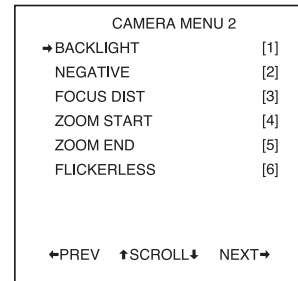 CAMERA MENU 2
➔BACKLIGHT [1]
NEGATIVE [2]
FOCUS DIST [3]
ZOOM START [4]
ZOOM END [5]
FLICKERLESS [6]
←PREV ↑SCROLL↓ NEXT→